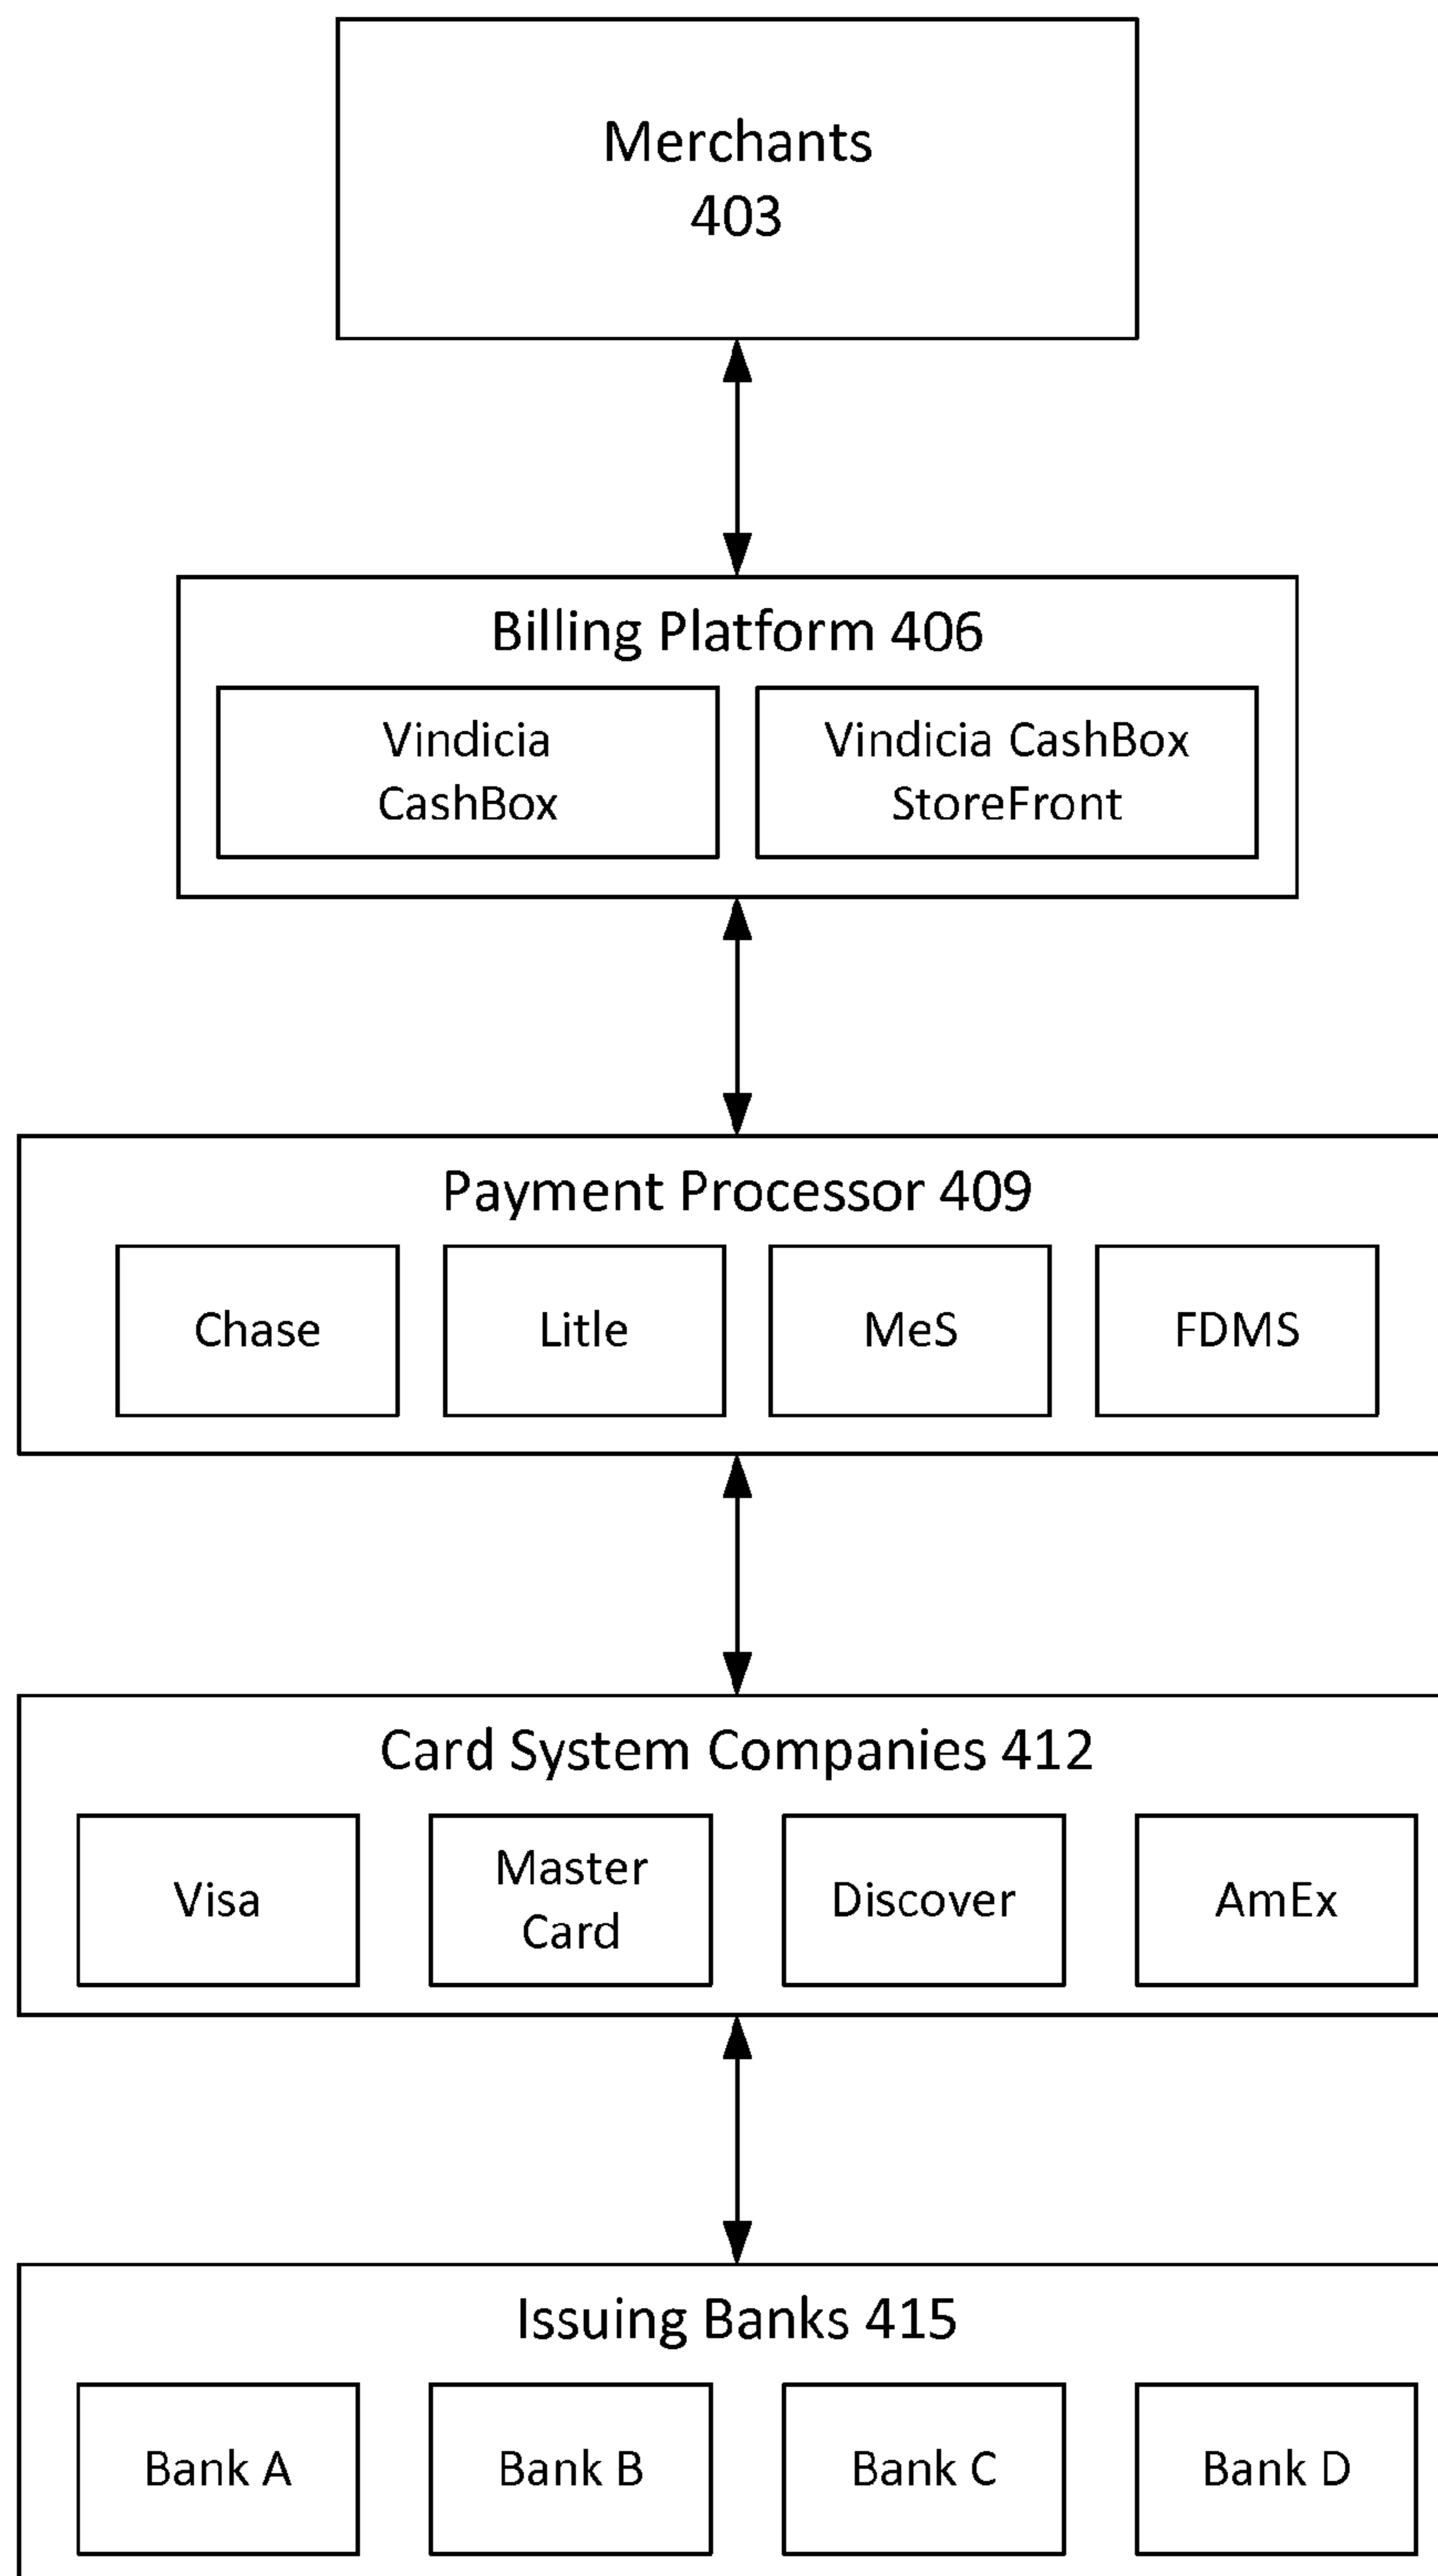 Merchants
403
Billing Platform 406
Vindicia
CashBox
Vindicia CashBox
StoreFront
Payment Processor 409
Chase
Litle
MeS
FDMS
Card System Companies 412
Visa
Master
Card
Discover
AmEx
Issuing Banks 415
Bank A
Bank B
Bank C
Bank D